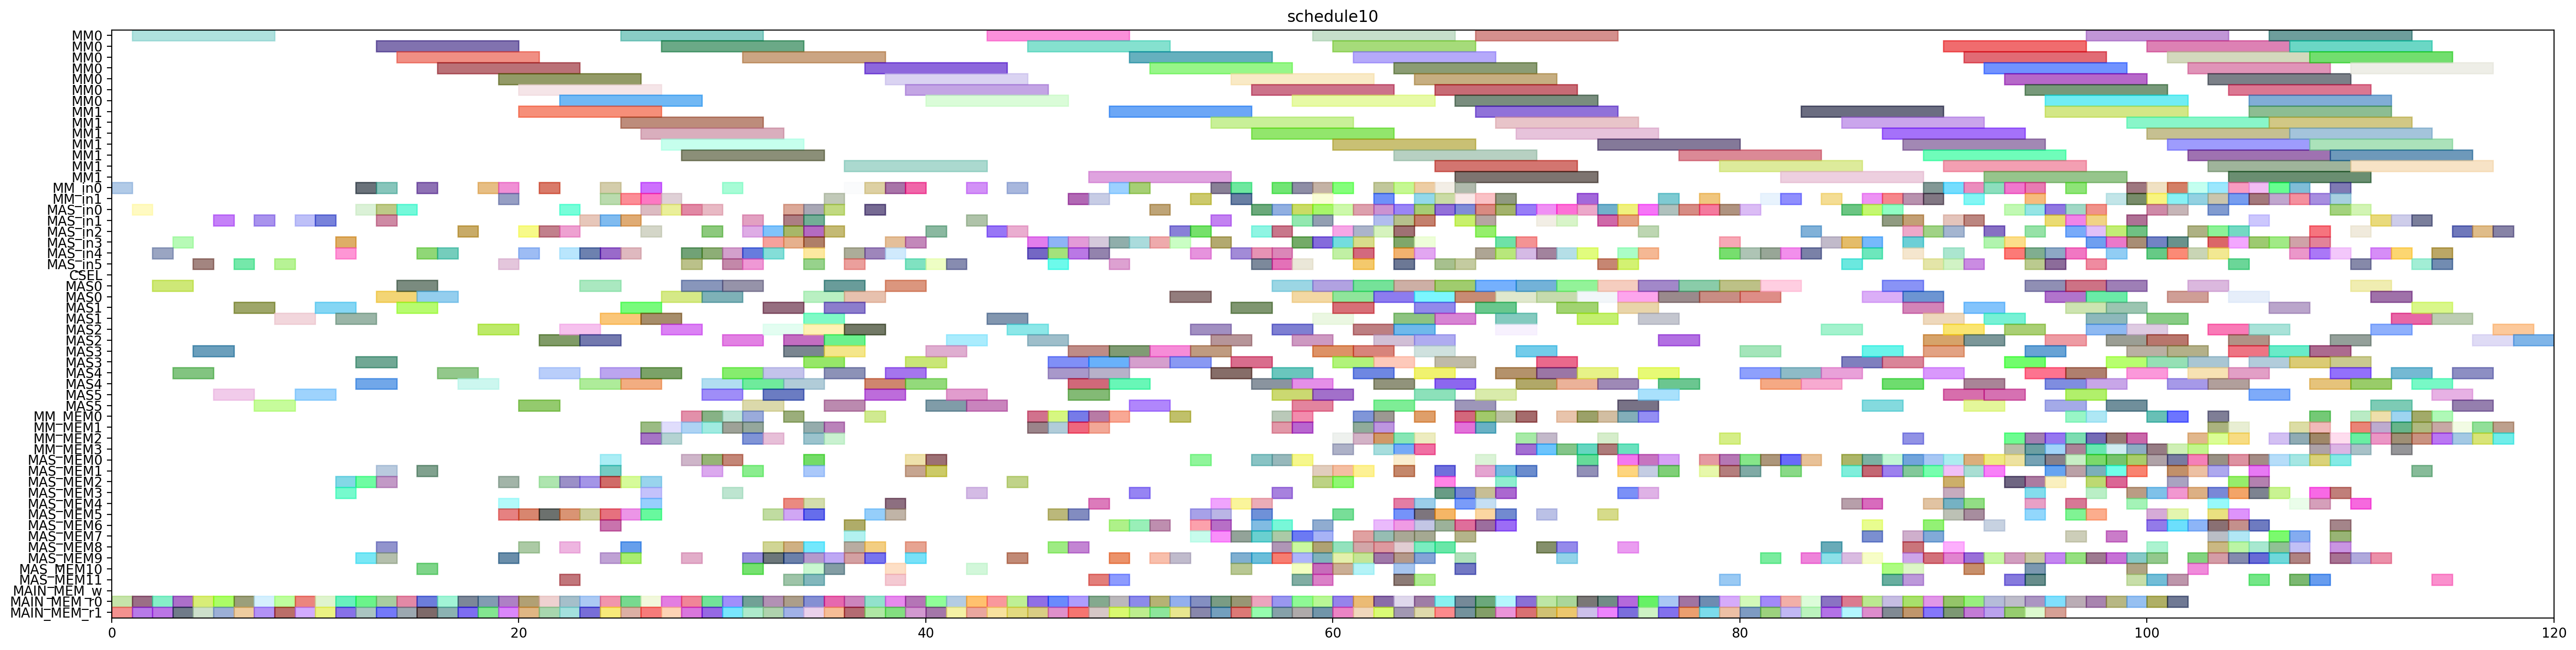 schedule10
MM0
MM0
MM0
MM0
MM0
MM0
MM0
MM1
MM1
MM1
MM1
MM1
MM1
MM1
MM_in0
MM_in1
MAS_in0
MAS_in1
MAS_in2
MAS_in3
MAS_in4
MAS_in5
CSEL
MAS0
MAS0
MAS1
MAS1
MAS2
MAS2
MAS3
MAS3
MAS4
MAS4
MAS5
MAS5
MM_MEM0
MM_MEM1
MM_MEM2
MM_MEM3
MAS_MEM0
MAS_MEM1
MAS_MEM2
MAS_MEM3
MAS_MEM4
MAS_MEM5
MAS_MEM6
MAS_MEM7
MAS_MEM8
MAS_MEM9
MAS_MEM10
MAS_MEM11
MAIN_MEM_w
MAIN_MEM_r0
MAIN_MEM_r1
0 20 40 60 80 100 120